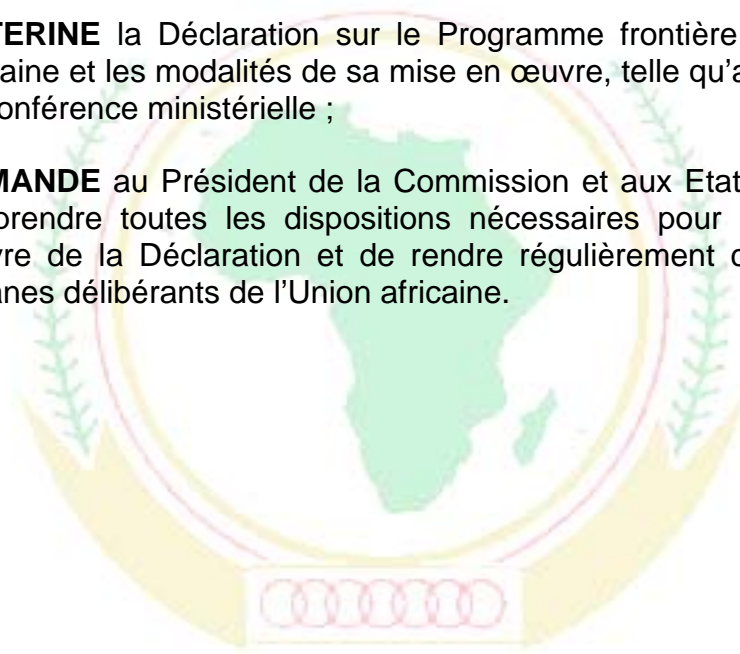 TERINE la Déclaration sur le Programme frontière
aine et les modalités de sa mise en œuvre, telle qu’a
onférence ministérielle ;
MANDE au Président de la Commission et aux Etat
prendre toutes les dispositions nécessaires pour
vre de la Déclaration et de rendre régulièrement c
anes délibérants de l’Union africaine.